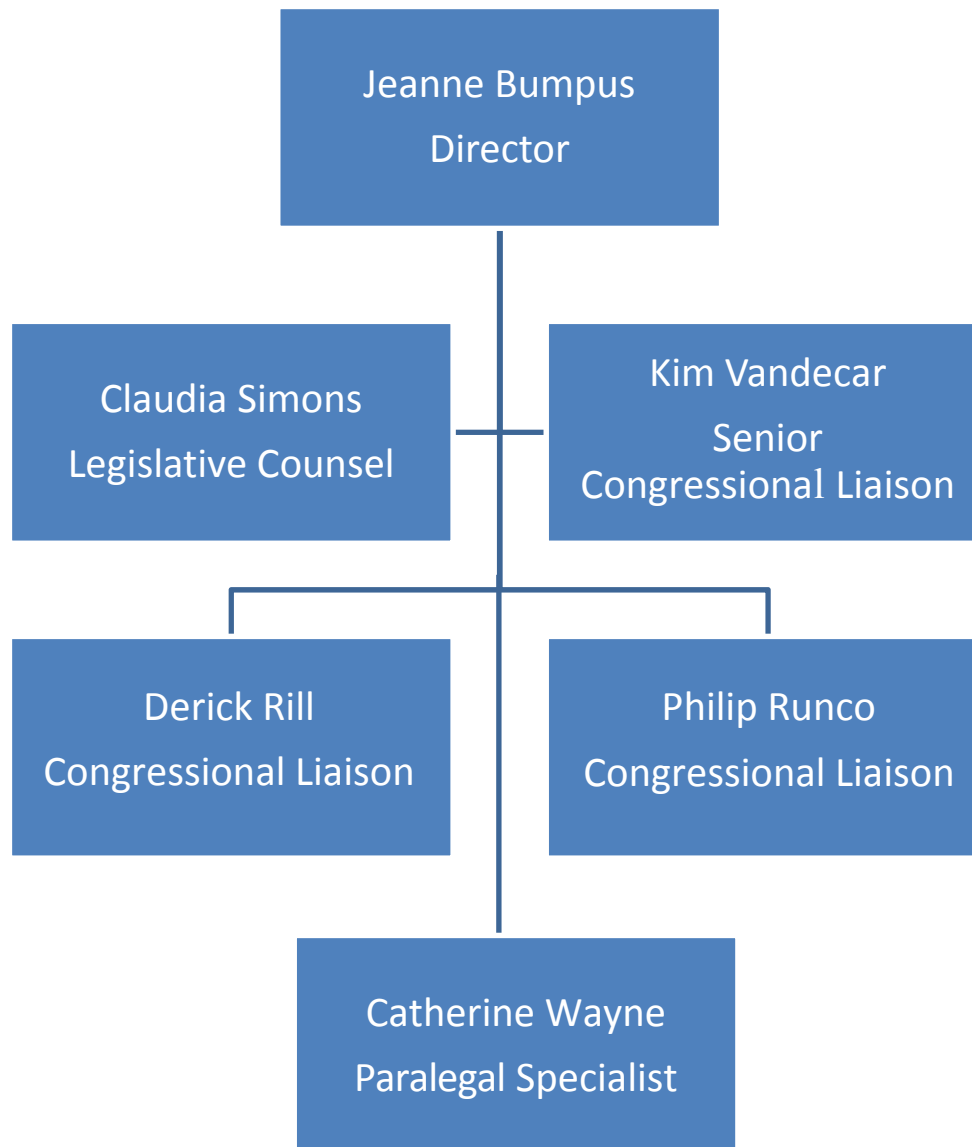 Jeanne Bumpus
Director
Claudia Simons
Legislative Counsel
Kim Vandecar
Senior
Congressional Liaison
Derick Rill
Congressional Liaison
Philip Runco
Congressional Liaison
Catherine Wayne
Paralegal Specialist